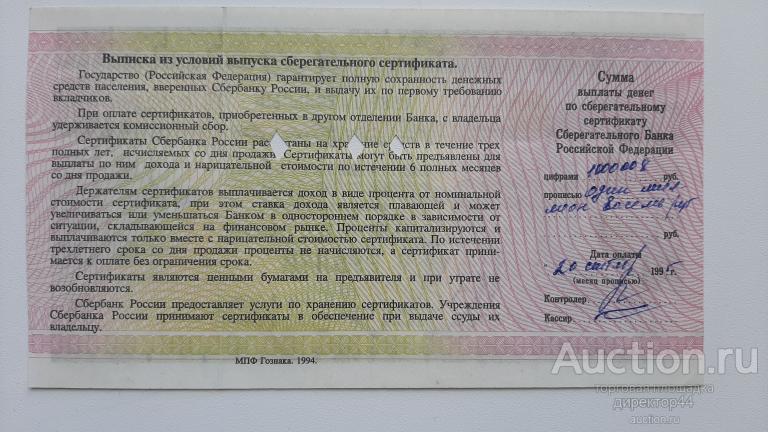 Выписка из условий выпуска сберегательного сертификата.
Государство (Российская Федерация) гарантирует полную сохранность денежных
средств населения, вверенных Сбербанку России, и выдачу их по первому требованию
вкладчиков.
При оплате сертификатов, приобретенных в другом отделении Банка, с владельца
удерживается комиссионный сбор.
Сертификаты Сбербанка России на в течение трех
полных лет, исчисляемых со дня продажи. Сертификаты могут быть предъявлены для
выплаты по ним дохода и нарицательной стоимости по истечении 6 полных месяцев
со дня продажи.
Держателям сертификатов выплачивается доход в виде процента от номинальной
стоимости сертификата, при этом ставка дохода является плавающей и может
увеличиваться или уменьшаться Банком в одностороннем порядке в зависимости от
ситуации, складывающейся на финансовом рынке. Проценты капитализируются и
выплачиваются только вместе с нарицательной стоимостью сертификата. По истечении
трехлетнего срока со дня продажи проценты не начисляются, а сертификат прини-
мается к оплате без ограничения срока.
Сертификаты являются ценными бумагами на предъявителя и при утрате не
возобновляются.
Сбербанк России предоставляет услуги по хранению сертификатов. Учреждения
Сбербанка России принимают сертификаты в обеспечение при выдаче ссуды их
владельцу.
МПФ Гознака. 1994.
Сумма
выплаты денег
по сберегательному
сертификату
Сберегательного Банка
Российской Федерации
цифрами 1000008 руб.
прописью один мил
лион восемь руб
руб.
Дата оплаты
20 199 г.
(месяц прописью)
Контролер
Кассир
Auction.ru
торговая площадка
директор44
auction.ru